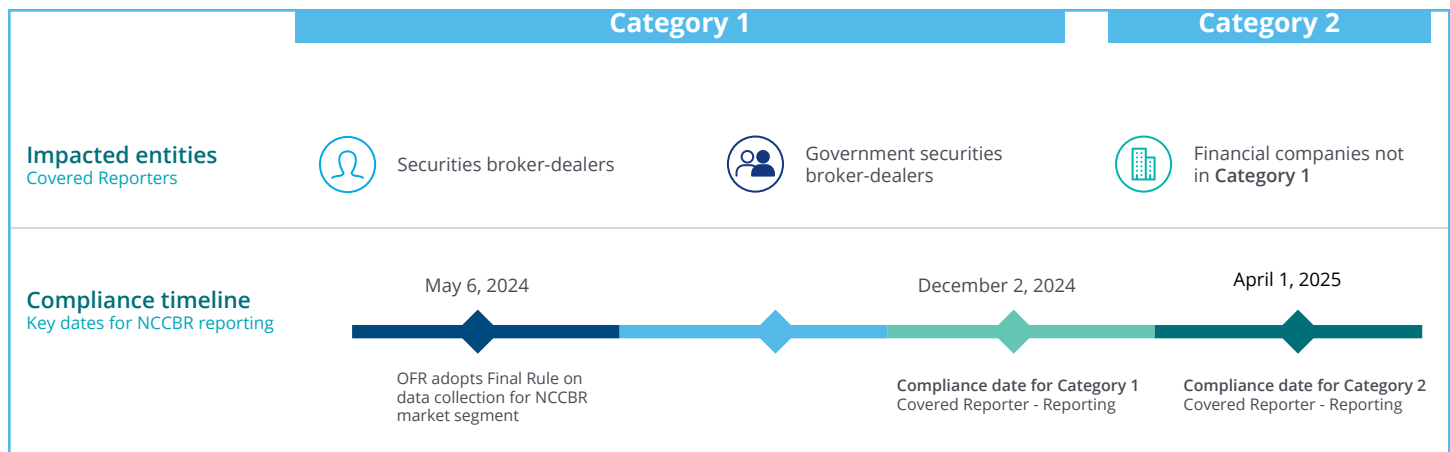 Category 1
Category 2
Impacted entities
Covered Reporters
Securities broker-dealers
Government securities
broker-dealers
Financial companies not
in Category 1
Compliance timeline
Key dates for NCCBR reporting
May 6, 2024
December 2, 2024
April 1, 2025
OFR adopts Final Rule on
data collection for NCCBR
market segment
Compliance date for Category 1
Covered Reporter - Reporting
Compliance date for Category 2
Covered Reporter - Reporting